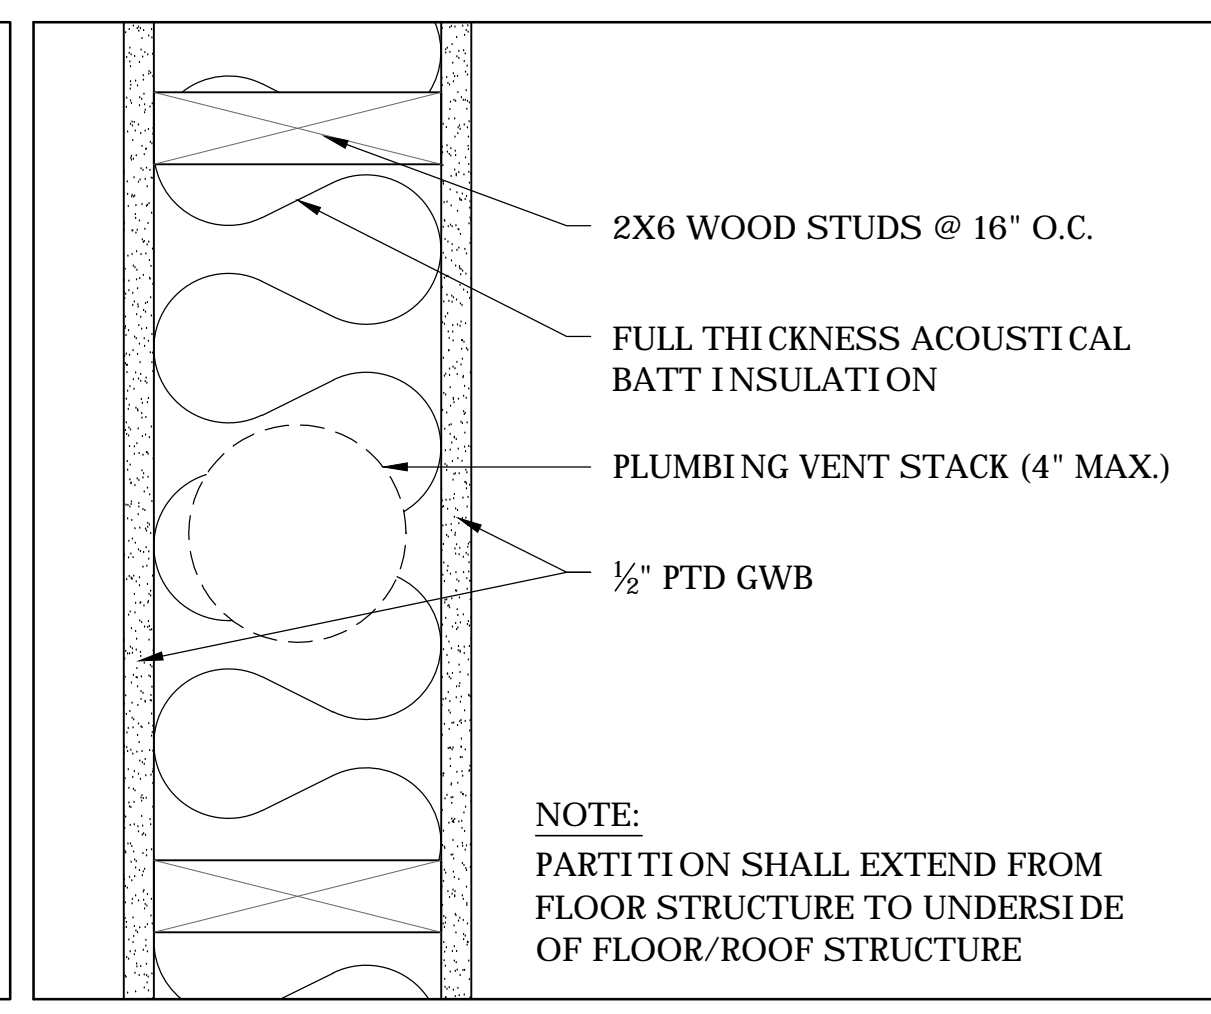 2X6 WOOD STUDS @ 16" O.C.
FULL THICKNESS ACOUSTICAL
BATT INSULATION
PLUMBING VENT STACK (4" MAX.)
½" PTD GWB
NOTE:
PARTITION SHALL EXTEND FROM
FLOOR STRUCTURE TO UNDERSIDE
OF FLOOR/ROOF STRUCTURE